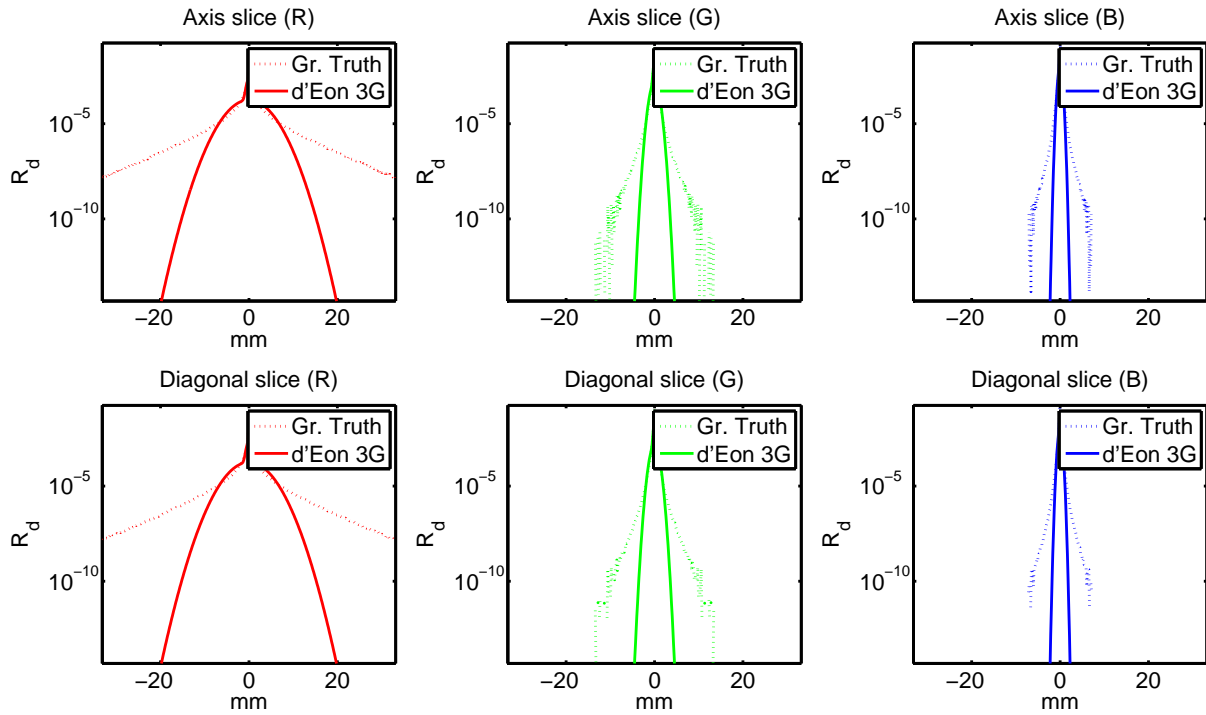 Axis slice (R)
Gr. Truth
d'Eon 3G
10^-5
10^-10
R_d
−20 0 20
mm
Axis slice (G)
Gr. Truth
d'Eon 3G
10^-5
10^-10
R_d
−20 0 20
mm
Axis slice (B)
Gr. Truth
d'Eon 3G
10^-5
10^-10
R_d
−20 0 20
mm
Diagonal slice (R)
Gr. Truth
d'Eon 3G
10^-5
10^-10
R_d
−20 0 20
mm
Diagonal slice (G)
Gr. Truth
d'Eon 3G
10^-5
10^-10
R_d
−20 0 20
mm
Diagonal slice (B)
Gr. Truth
d'Eon 3G
10^-5
10^-10
R_d
−20 0 20
mm